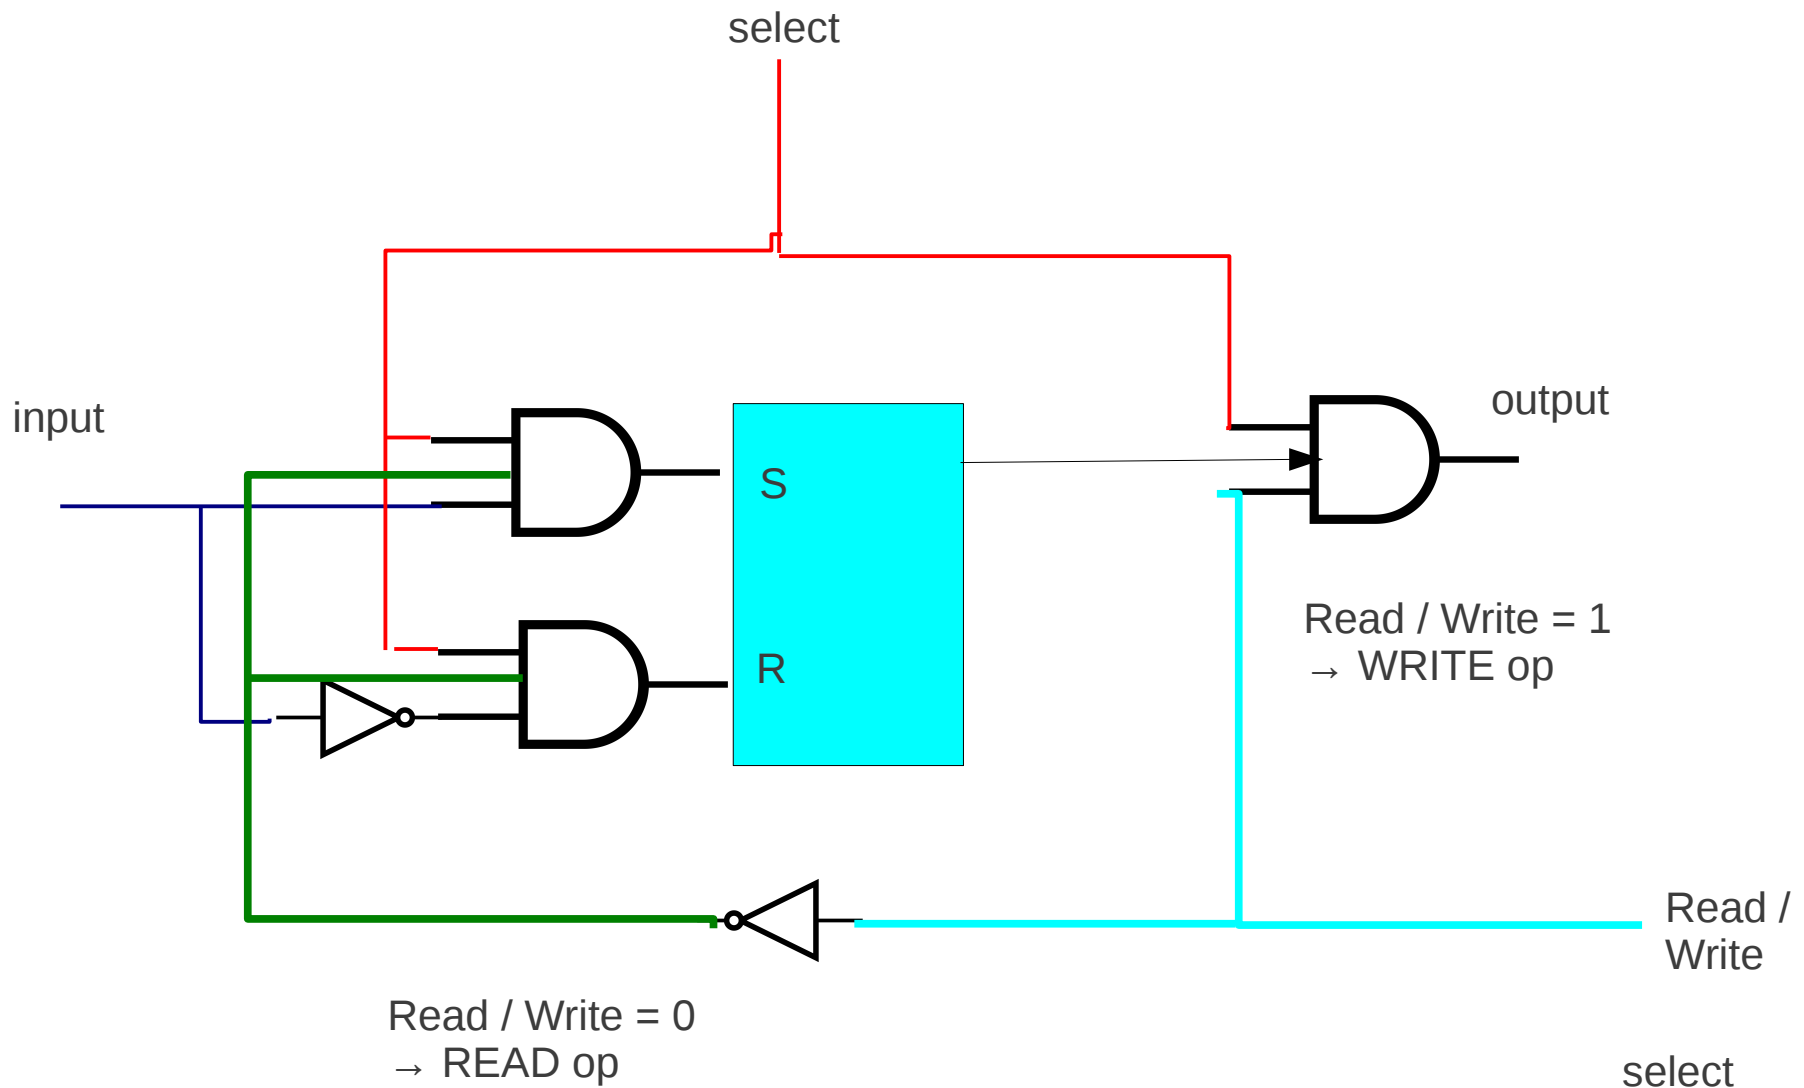 select
input
output
S
R
Read / Write = 1
→ WRITE op
Read /
Write
Read / Write = 0
→ READ op
select